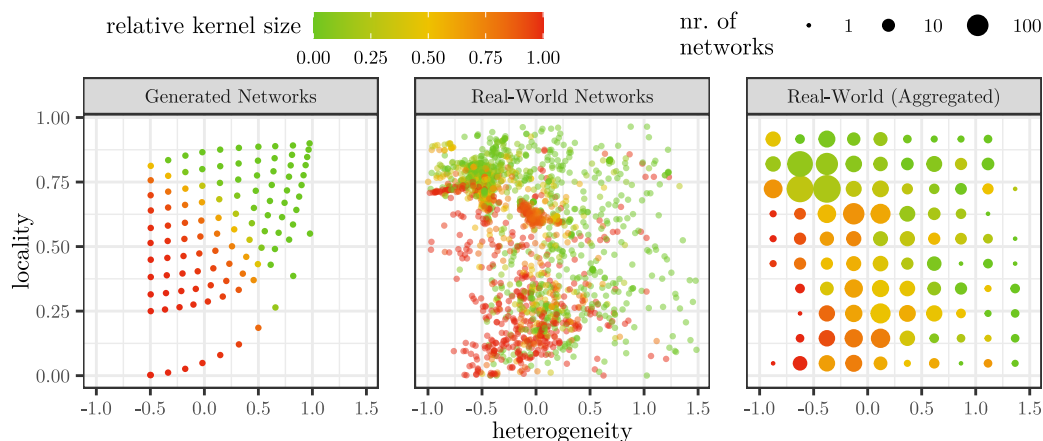 relative kernel size
0.00 0.25 0.50 0.75 1.00
nr. of
networks
1 10 100
Generated Networks
Real-World Networks
Real-World (Aggregated)
locality
1.00
0.75
0.50
0.25
0.00
-1.0 -0.5 0.0 0.5 1.0 1.5
-1.0 -0.5 0.0 0.5 1.0 1.5
-1.0 -0.5 0.0 0.5 1.0 1.5
heterogeneity